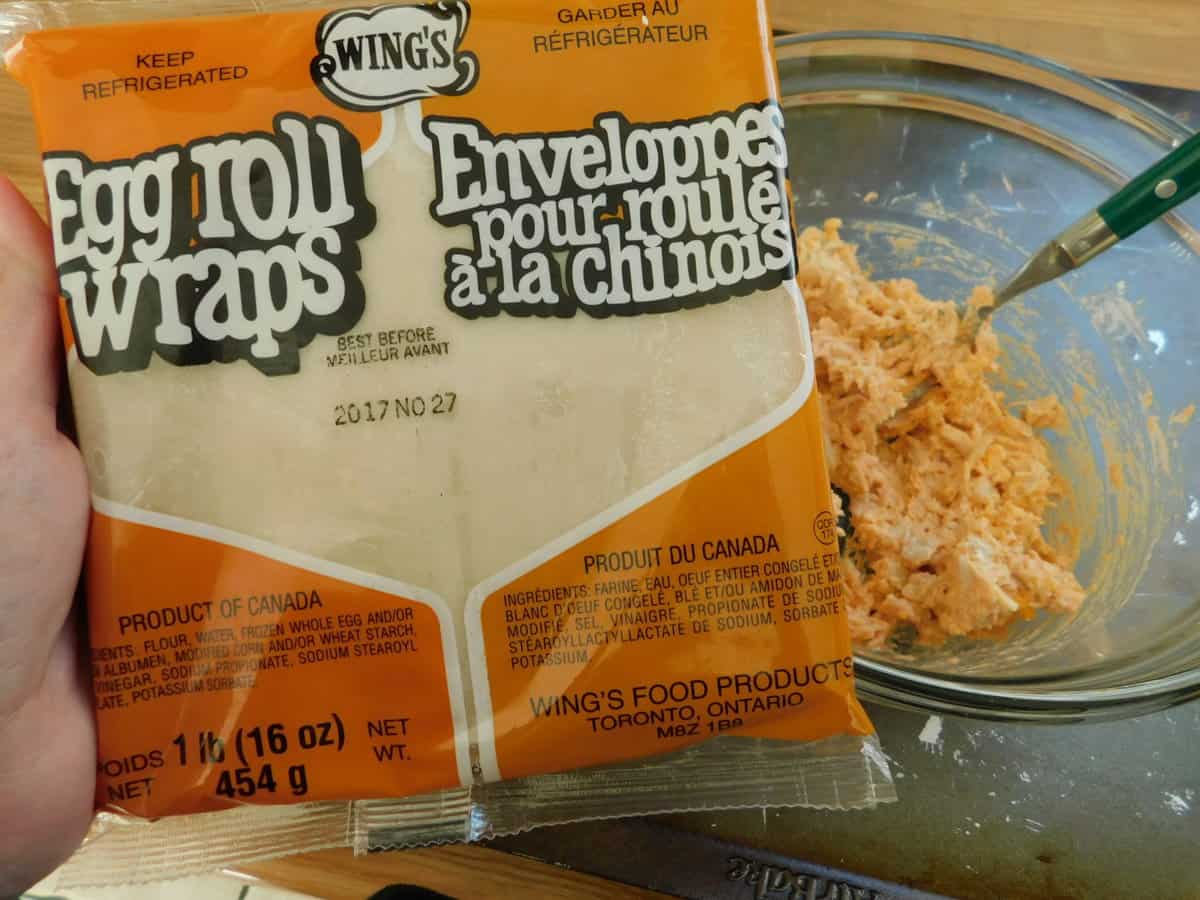 KEEP
REFRIGERATED
WING'S
GARDER AU
RÉFRIGÉRATEUR
Egg roll
wraps
Enveloppes
pour roulé
à la chinois
BEST BEFORE
MEILLEUR AVANT
2017 NO 27
PRODUCT OF CANADA
FLOUR, WATER, FROZEN WHOLE EGG AND/OR
ALBUMEN, MODIFIED CORN AND/OR WHEAT STARCH,
VINEGAR, SODIUM PROPIONATE, SODIUM STEAROYL
LATE, POTASSIUM SORBATE.
POIDS 1 lb (16 oz) NET
NET 454 g WT.
PRODUIT DU CANADA
INGRÉDIENTS: FARINE, EAU, OEUF ENTIER CONGELÉ ET/
BLANC D'OEUF CONGELÉ, BLÉ ET/OU AMIDON DE
MODIFIÉ, SEL, VINAIGRE, PROPIONATE DE SODIU
STÉAROYLLACTYLLACTATE DE SODIUM, SORBATE
POTASSIUM.
WING'S FOOD PRODUCTS
TORONTO, ONTARIO
M8Z 1B8